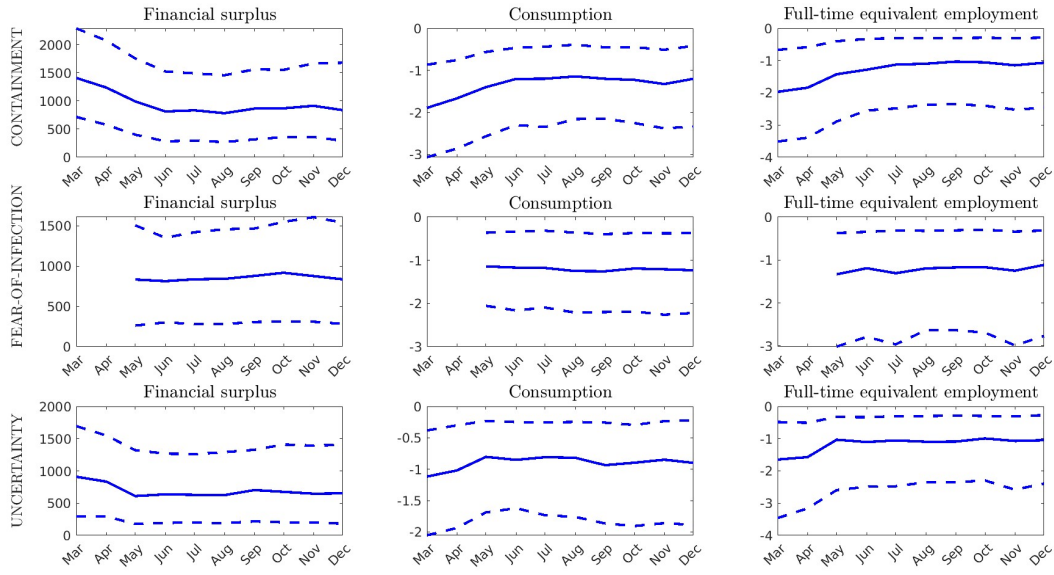 Financial surplus
Consumption
Full-time equivalent employment
CONTAINMENT
2000
1500
1000
500
0
Mar Apr May Jun Jul Aug Sep Oct Nov Dec
0
-1
-2
-3
Mar Apr May Jun Jul Aug Sep Oct Nov Dec
0
-1
-2
-3
-4
Mar Apr May Jun Jul Aug Sep Oct Nov Dec
Financial surplus
Consumption
Full-time equivalent employment
FEAR-OF-INFECTION
1500
1000
500
0
Mar Apr May Jun Jul Aug Sep Oct Nov Dec
0
-1
-2
-3
Mar Apr May Jun Jul Aug Sep Oct Nov Dec
0
-1
-2
-3
Mar Apr May Jun Jul Aug Sep Oct Nov Dec
Financial surplus
Consumption
Full-time equivalent employment
UNCERTAINTY
2000
1500
1000
500
0
Mar Apr May Jun Jul Aug Sep Oct Nov Dec
0
-0.5
-1
-1.5
-2
Mar Apr May Jun Jul Aug Sep Oct Nov Dec
0
-1
-2
-3
-4
Mar Apr May Jun Jul Aug Sep Oct Nov Dec